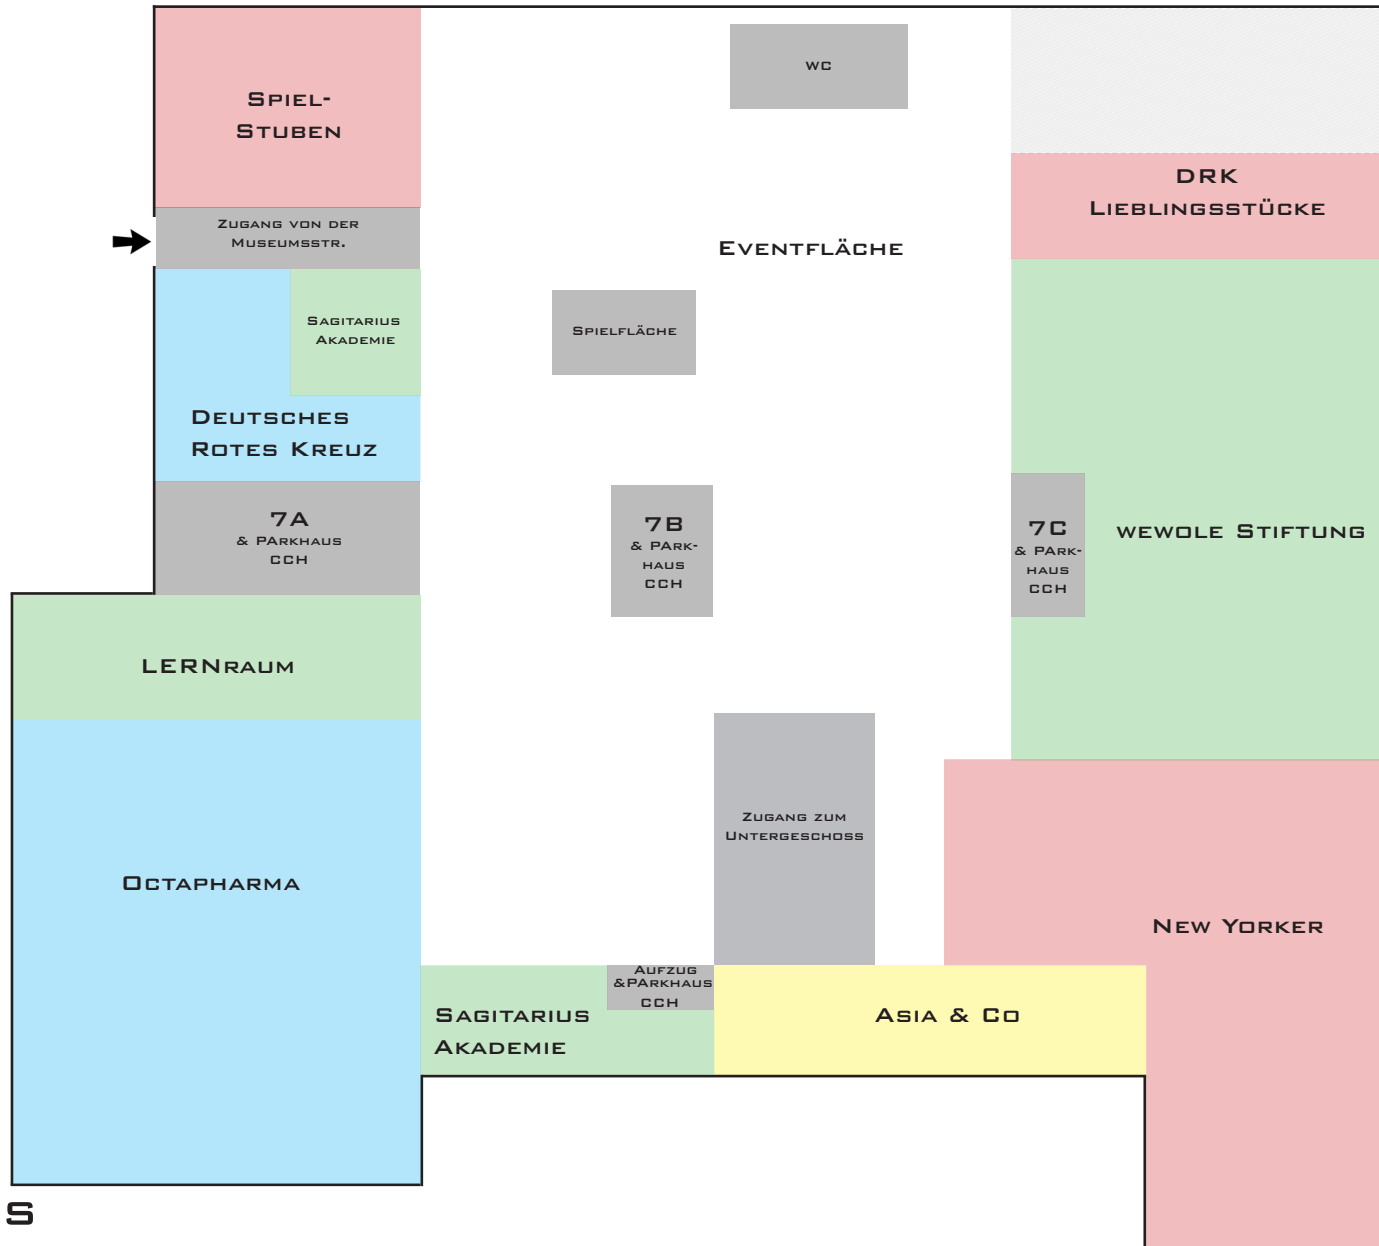 WC
SPIEL-
STUBEN
DRK
LIEBLINGSSTÜCKE
ZUGANG VON DER
MUSEUMSSTR.
EVENTFLÄCHE
SAGITARIUS
AKADEMIE
SPIELFLÄCHE
DEUTSCHES
ROTES KREUZ
7A
& PARKHAUS
CCH
7B
& PARK-
HAUS
CCH
7C
& PARK-
HAUS
CCH
WEWOLE STIFTUNG
LERNRAUM
ZUGANG ZUM
UNTERGESCHOSS
OCTAPHARMA
NEW YORKER
AUFZUG
&PARKHAUS
CCH
SAGITARIUS
AKADEMIE
ASIA & CO
S